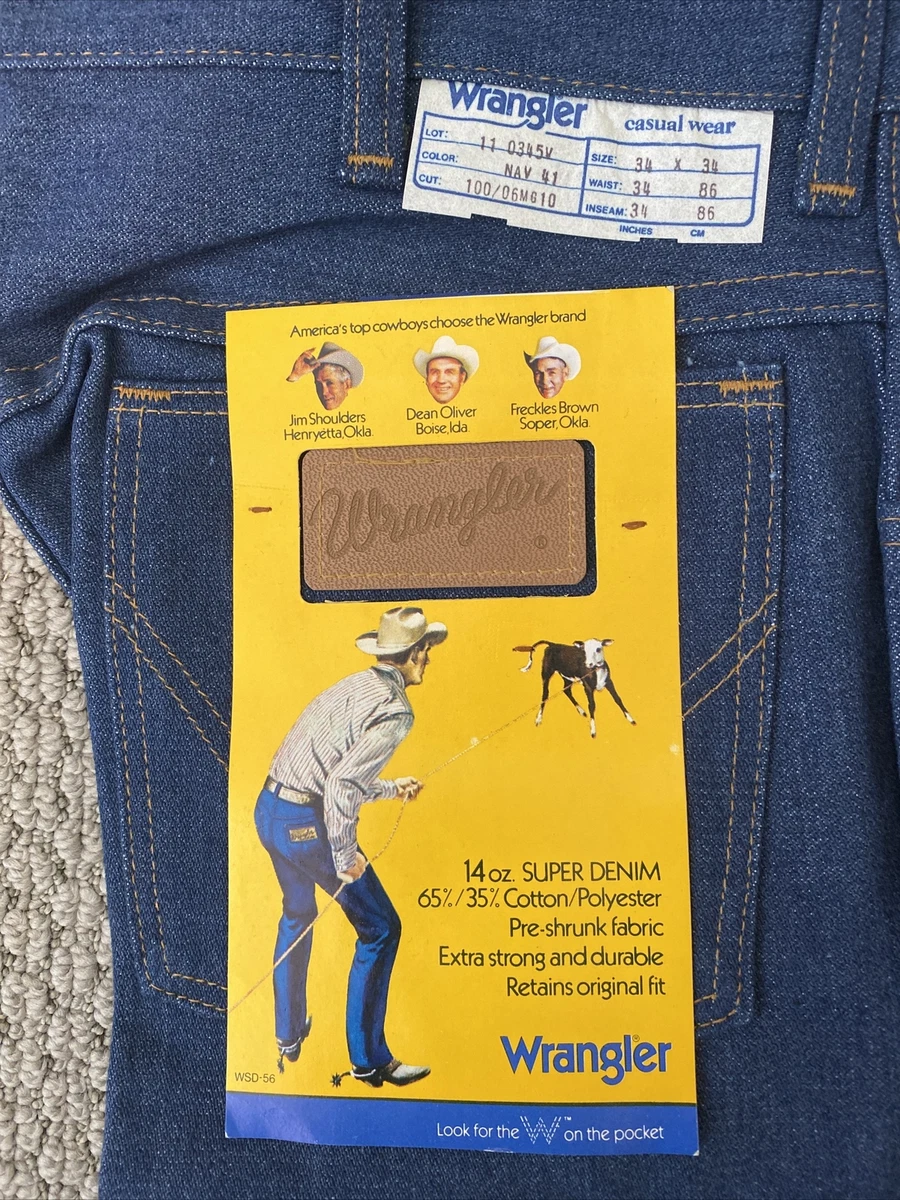 Wrangler casual wear
LOT: 11 0345V
COLOR: NAV 41
CUT: 100/06MG10
SIZE: 34 X 34
WAIST: 34 86
INSEAM: 34 86
INCHES CM
America's top cowboys choose the Wrangler brand
Jim Shoulders
Henryetta, Okla.
Dean Oliver
Boise, Ida.
Freckles Brown
Soper, Okla.
Wrangler ®
14 oz. SUPER DENIM
65%/35% Cotton/Polyester
Pre-shrunk fabric
Extra strong and durable
Retains original fit
Wrangler®
WSD-56
Look for the W™ on the pocket